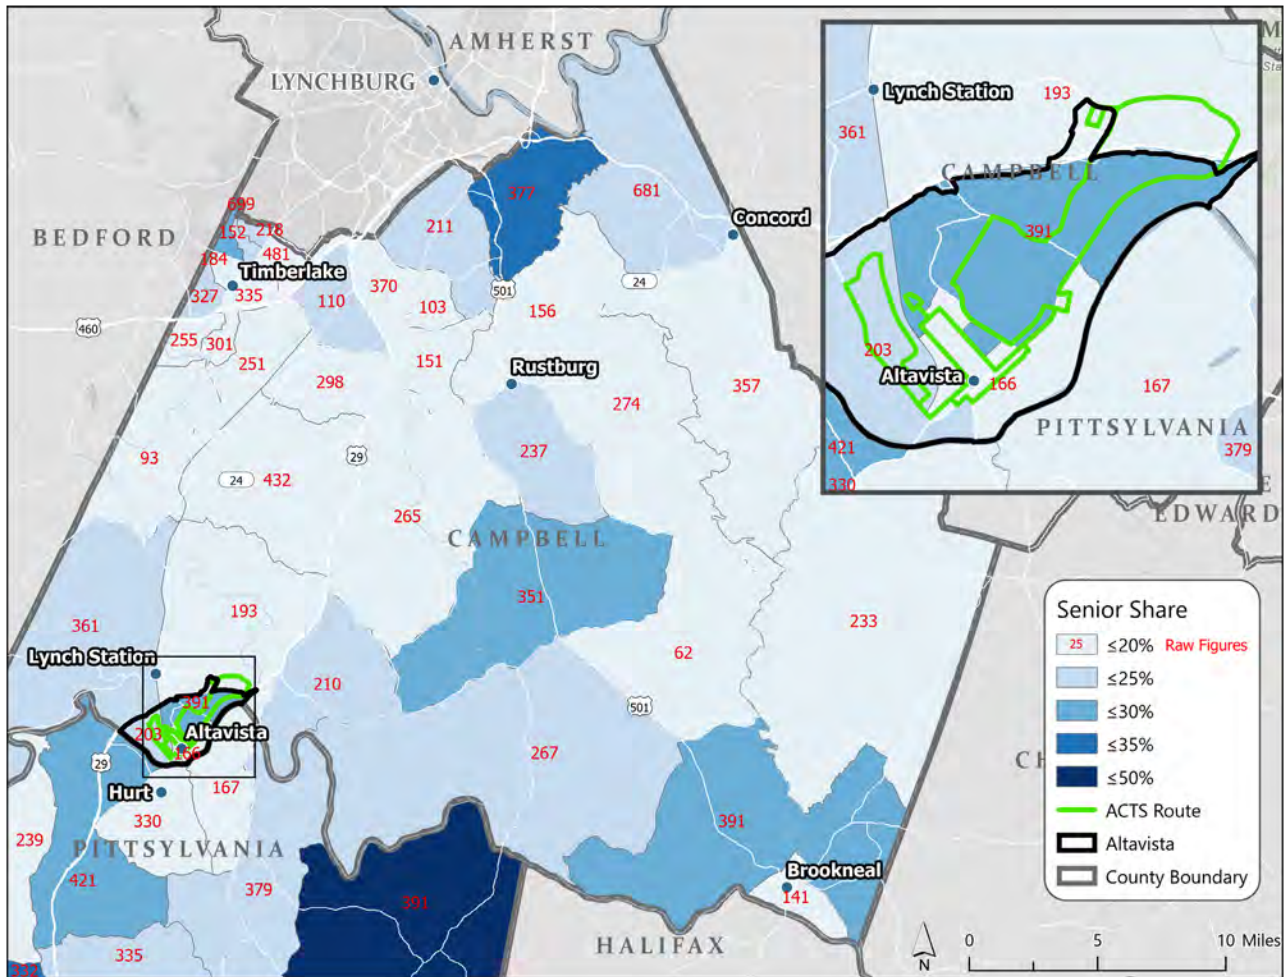 AMHERST
LYNCHBURG
BEDFORD
699
152
218
184
481
Timberlake
327
335
255
301
251
110
370
211
377
681
Concord
103
501
24
156
460
151
298
Rustburg
274
357
237
93
24
432
29
265
CAMPBELL
351
361
193
Lynch Station
210
62
233
501
391
Altavista
203
166
29
Hurt
167
267
330
239
PITTSYLVANIA
421
379
391
391
Brookneal
141
335
332
HALIFAX
Lynch Station
193
361
CAMPBELL
391
203
Altavista
166
167
PITTSYLVANIA
421
379
330
M
Sta
E
EDWARD
CH
Senior Share
25 ≤20% Raw Figures
≤25%
≤30%
≤35%
≤50%
ACTS Route
Altavista
County Boundary
N
0 5 10 Miles